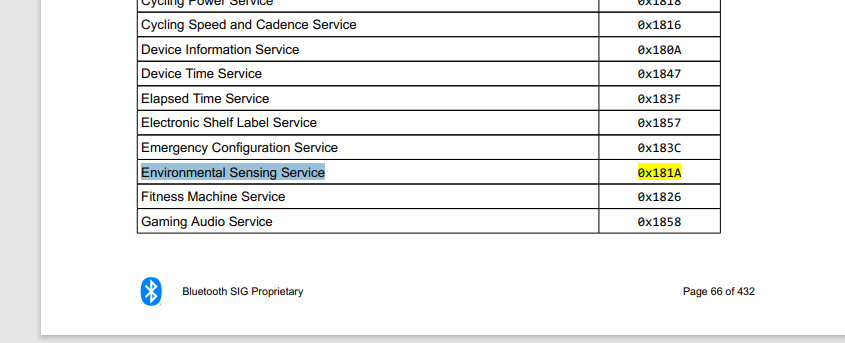 Cycling Power Service 0x1818
Cycling Speed and Cadence Service 0x1816
Device Information Service 0x180A
Device Time Service 0x1847
Elapsed Time Service 0x183F
Electronic Shelf Label Service 0x1857
Emergency Configuration Service 0x183C
Environmental Sensing Service 0x181A
Fitness Machine Service 0x1826
Gaming Audio Service 0x1858
Bluetooth SIG Proprietary Page 66 of 432